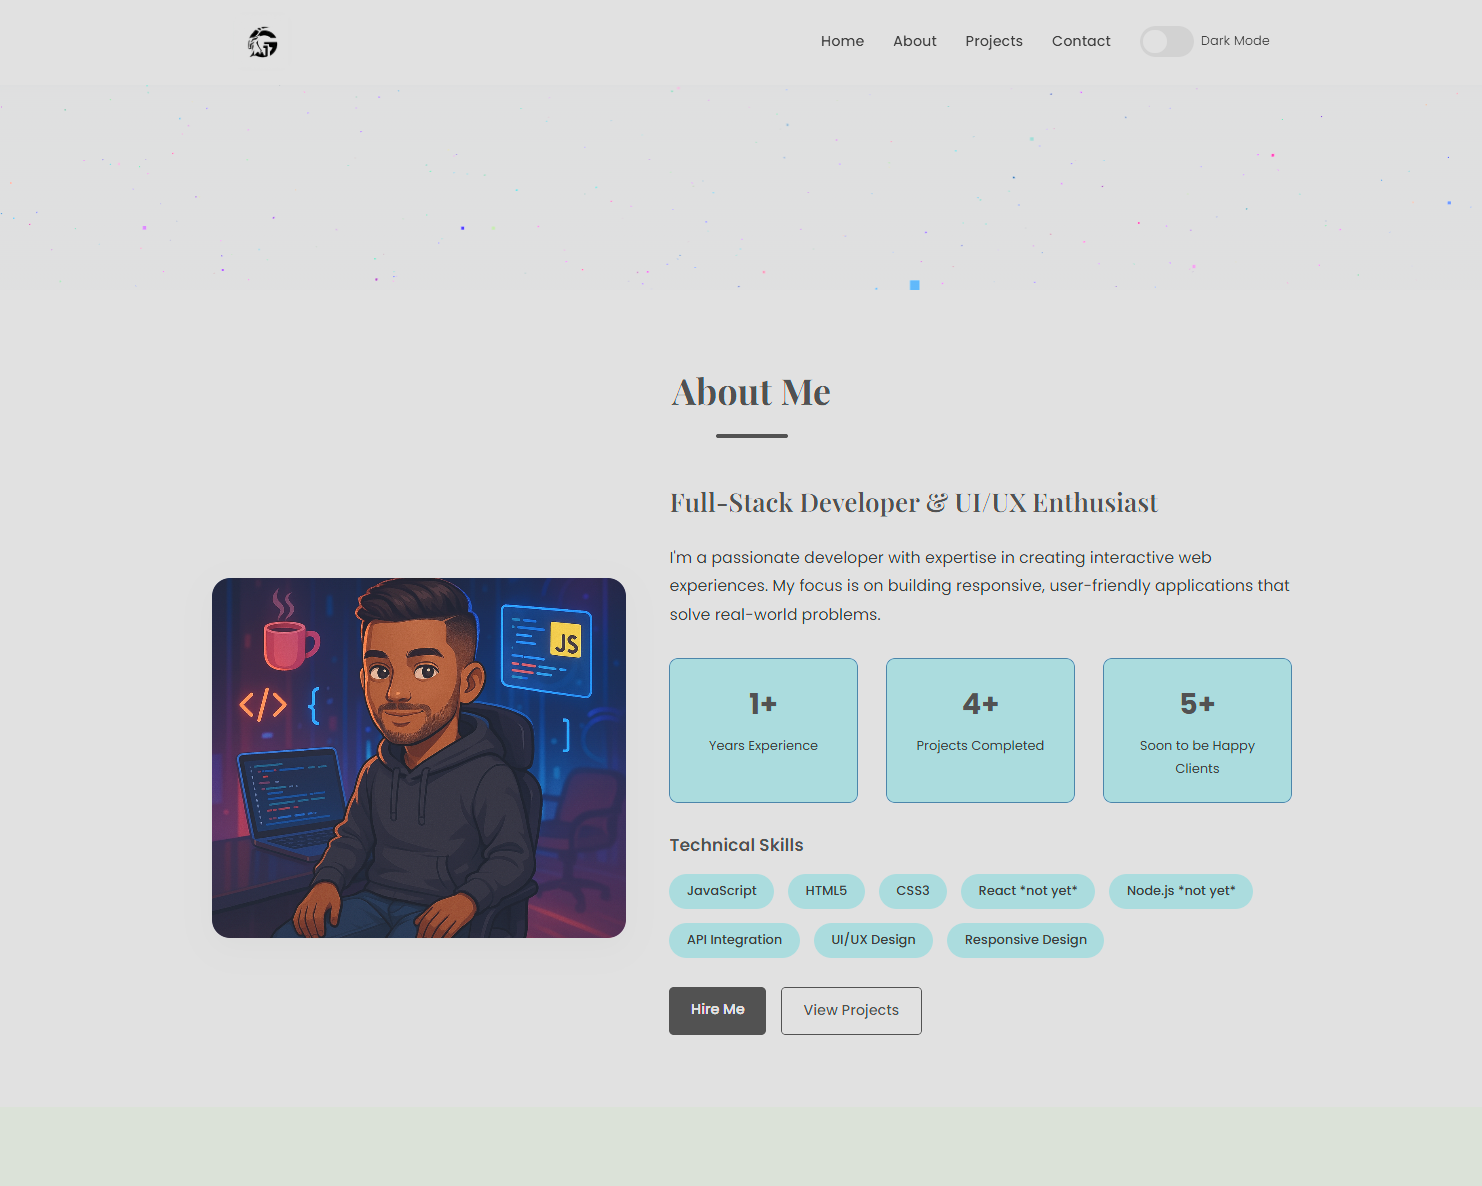 Home About Projects Contact Dark Mode
About Me
Full-Stack Developer & UI/UX Enthusiast
I'm a passionate developer with expertise in creating interactive web
experiences. My focus is on building responsive, user-friendly applications that
solve real-world problems.
JS
</>
{
]
1+
Years Experience
4+
Projects Completed
5+
Soon to be Happy
Clients
Technical Skills
JavaScript HTML5 CSS3 React *not yet* Node.js *not yet*
API Integration UI/UX Design Responsive Design
Hire Me View Projects